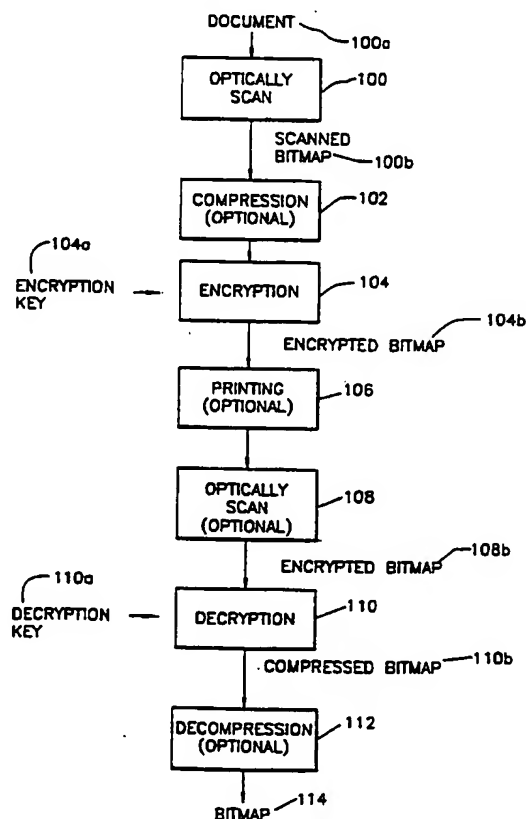 DOCUMENT
100a
OPTICALLY
SCAN
100
SCANNED
BITMAP
100b
COMPRESSION
(OPTIONAL)
102
104a
ENCRYPTION
KEY
ENCRYPTION
104
104b
ENCRYPTED BITMAP
PRINTING
(OPTIONAL)
106
OPTICALLY
SCAN
(OPTIONAL)
108
108b
ENCRYPTED BITMAP
110a
DECRYPTION
KEY
DECRYPTION
110
COMPRESSED BITMAP
110b
DECOMPRESSION
(OPTIONAL)
112
BITMAP
114